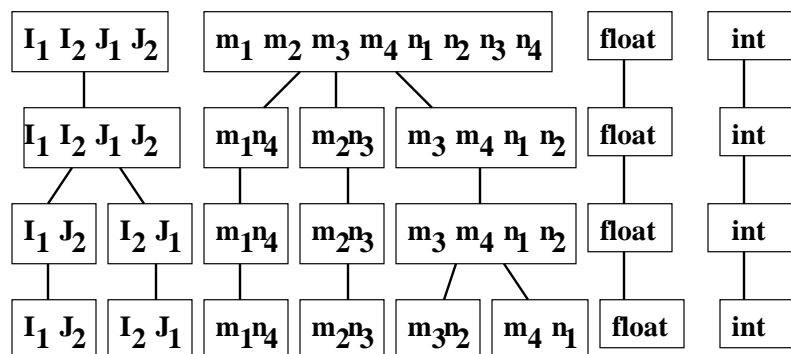 I₁ I₂ J₁ J₂ m₁ m₂ m₃ m₄ n₁ n₂ n₃ n₄ float int
I₁ I₂ J₁ J₂ m₁n₄ m₂n₃ m₃ m₄ n₁ n₂ float int
I₁ J₂ I₂ J₁ m₁n₄ m₂n₃ m₃ m₄ n₁ n₂ float int
I₁ J₂ I₂ J₁ m₁n₄ m₂n₃ m₃n₂ m₄ n₁ float int